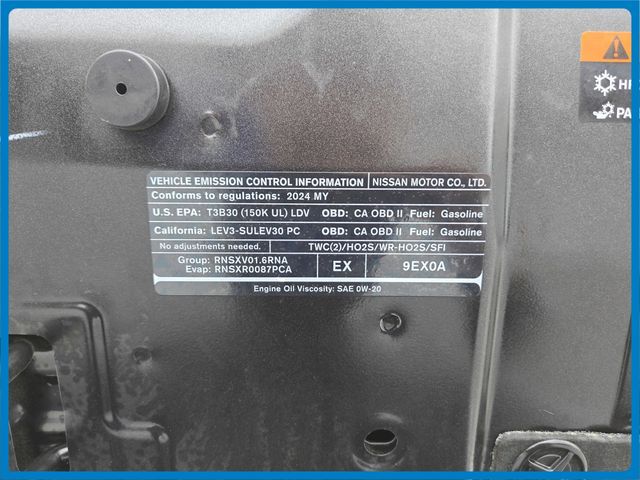 VEHICLE EMISSION CONTROL INFORMATION NISSAN MOTOR CO., LTD.
Conforms to regulations: 2024 MY
U.S. EPA: T3B30 (150K UL) LDV OBD: CA OBD II Fuel: Gasoline
California: LEV3-SULEV30 PC OBD: CA OBD II Fuel: Gasoline
No adjustments needed. TWC(2)/HO2S/WR-HO2S/SFI
Group: RNSXV01.6RNA
Evap: RNSXR0087PCA
EX 9EX0A
Engine Oil Viscosity: SAE 0W-20